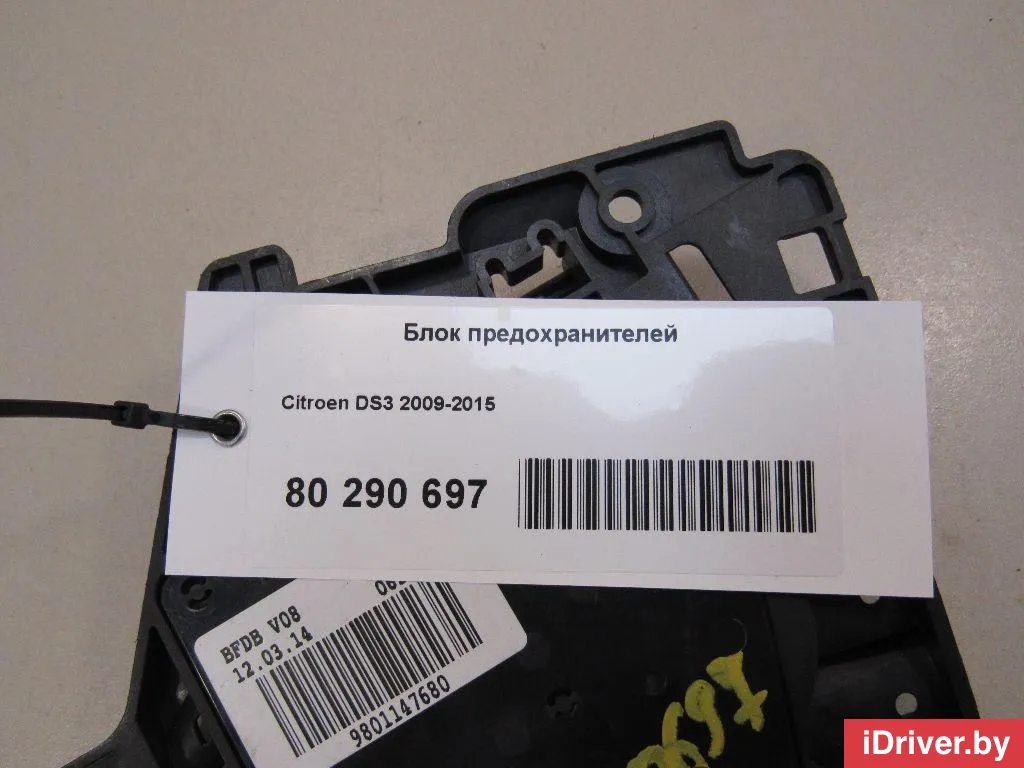 Блок предохранителей
Citroen DS3 2009-2015
80 290 697
BFDB V08
12.03.14
9801147680
iDriver.by